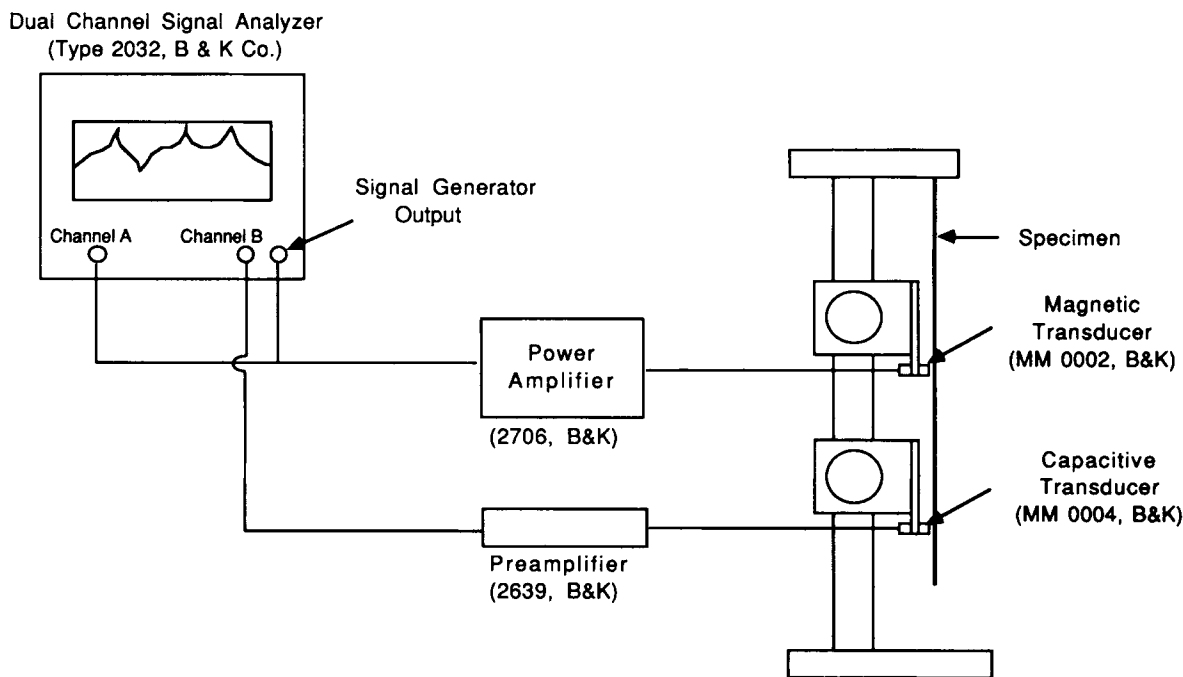 Dual Channel Signal Analyzer
(Type 2032, B & K Co.)
Signal Generator
Output
Channel A
Channel B
Specimen
Magnetic
Transducer
(MM 0002, B&K)
Power
Amplifier
(2706, B&K)
Capacitive
Transducer
(MM 0004, B&K)
Preamplifier
(2639, B&K)